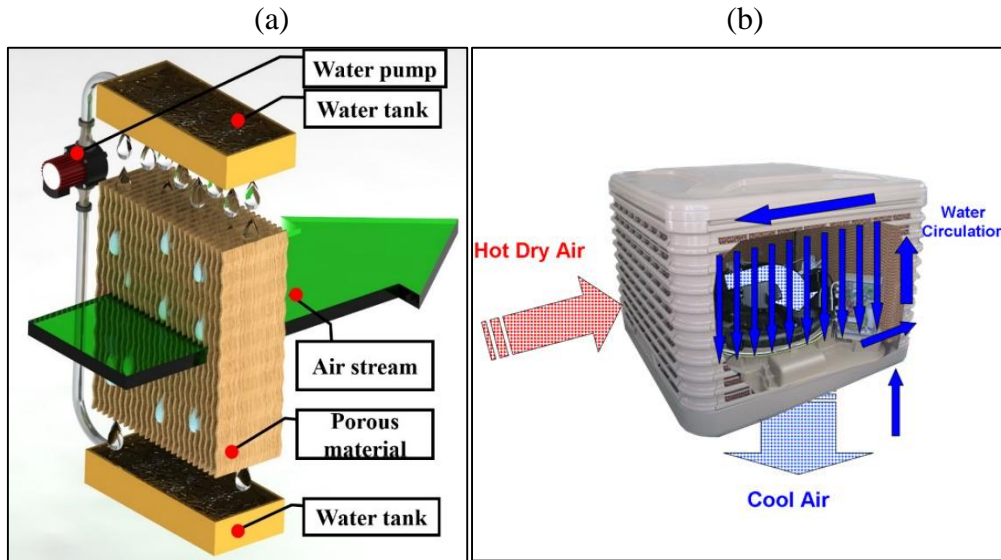 (a)
(b)
Water pump
Water tank
Air stream
Porous
material
Water tank
Hot Dry Air
Water
Circulation
Cool Air